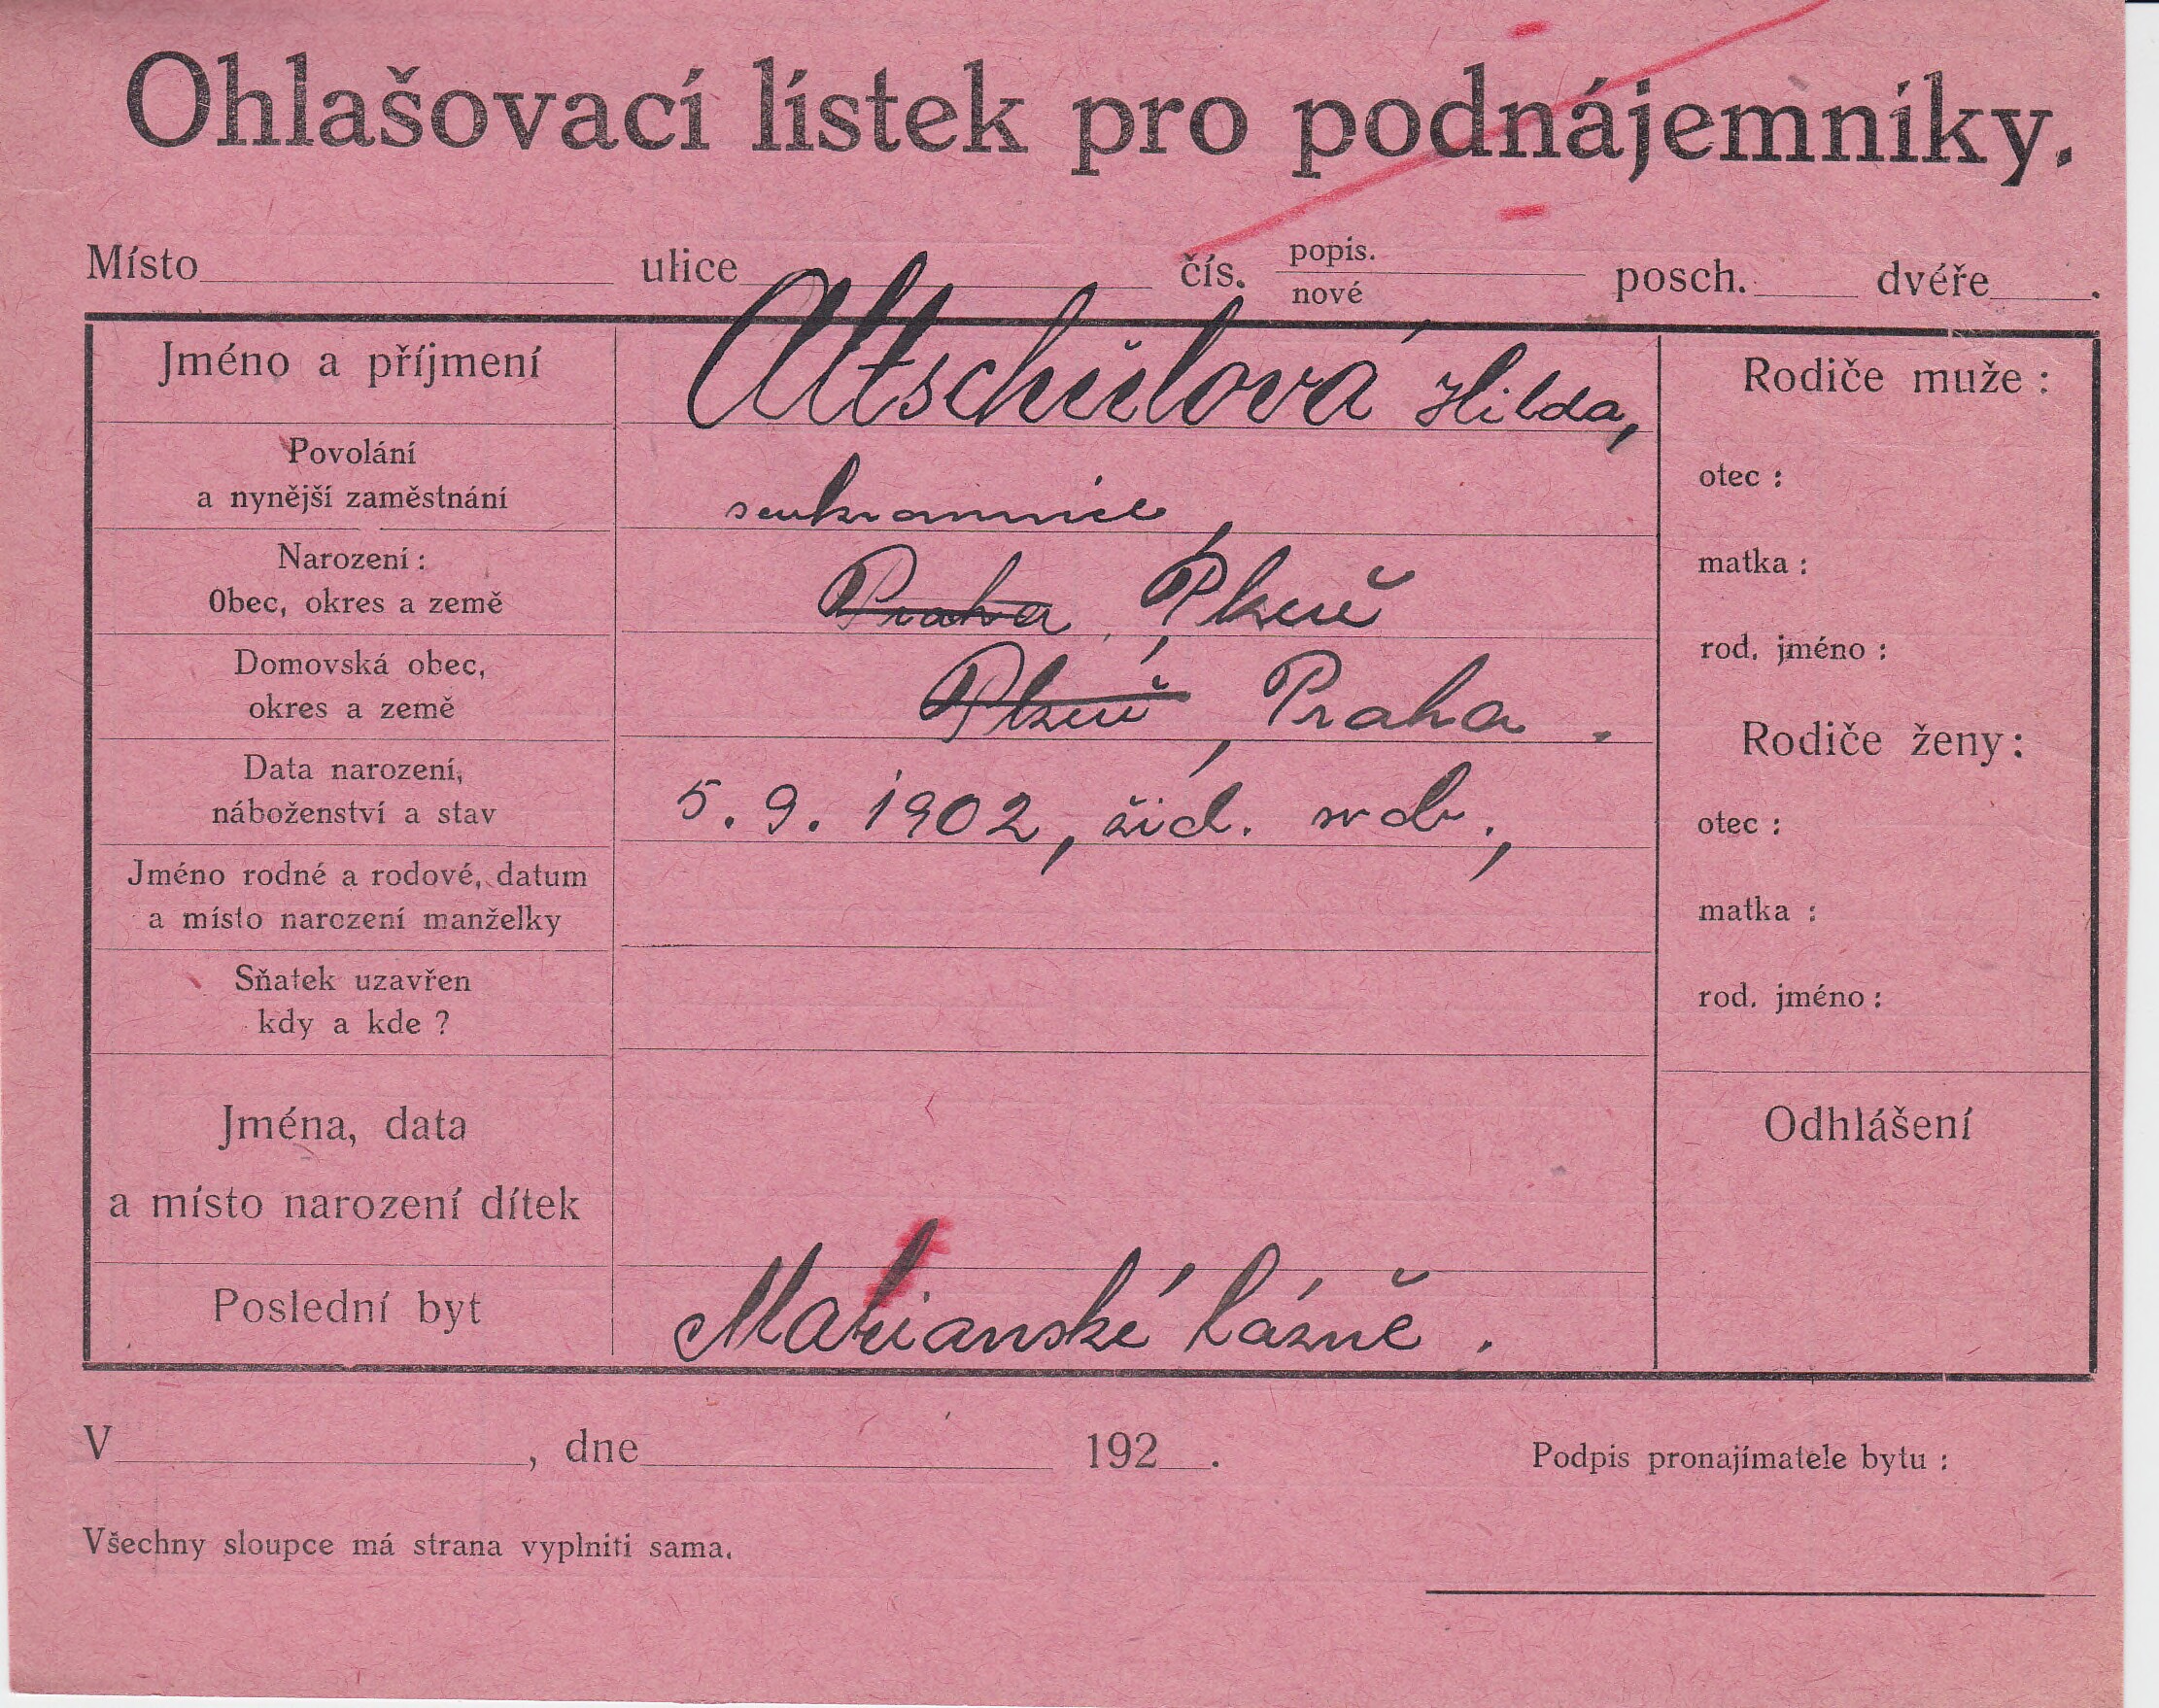 Ohlašovací lístek pro podnájemníky.
Místo ulice čís. popis. nové posch. dvéře .
Jméno a příjmení
Altschulová Hilda,
Povolání
a nynější zaměstnání
soukromnice,
Narození :
Obec, okres a země
Praha, Plzeň
Domovská obec,
okres a země
Plzeň, Praha .
Data narození,
náboženství a stav
5. 9. 1902, žid. svob.,
Jméno rodné a rodové, datum
a místo narození manželky
Sňatek uzavřen
kdy a kde ?
Jména, data
a místo narození dítek
Poslední byt
Mariánské Lázně .
Rodiče muže :
otec :
matka :
rod. jméno :
Rodiče ženy :
otec :
matka :
rod. jméno :
Odhlášení
V , dne 192 .
Podpis pronajímatele bytu :
Všechny sloupce má strana vyplniti sama.